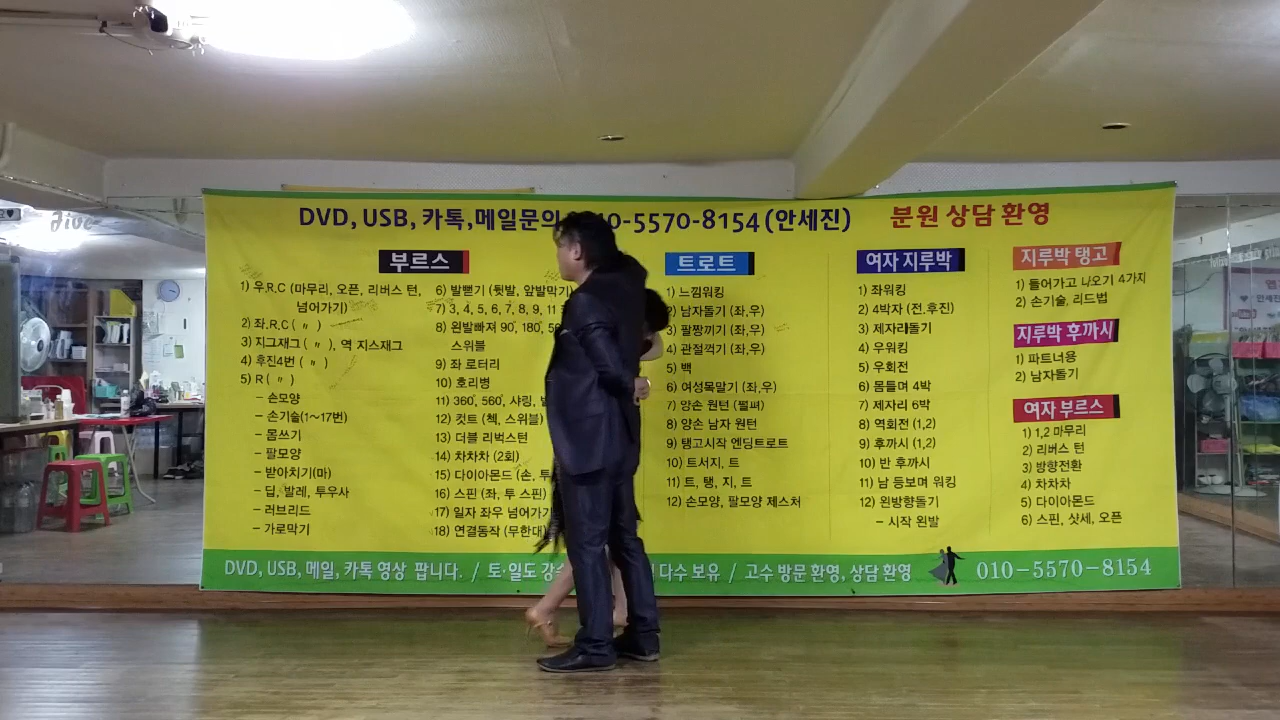 Jive
DVD, USB, 카톡,메일문의 10-5570-8154 (안세진)
분원 상담 환영
부르스
1) 우.R.C (마무리, 오픈, 리버스 턴,
넘어가기)
2) 좌.R.C ( 〃 )
3) 지그재그 ( 〃 ), 역 지스재그
4) 후진4번 ( 〃 )
5) R ( 〃 )
– 손모양
– 손기술(1~17번)
– 몸쓰기
– 팔모양
– 받아치기(마)
– 딥, 발레, 투우사
– 러브리드
– 가로막기
6) 발뻗기 (뒷발, 앞발막기)
7) 3, 4, 5, 6, 7, 8, 9, 11
8) 왼발빠져 90, 180, 56
스위블
9) 좌 로터리
10) 호리병
11) 360, 560, 샤링,
12) 컷트 (첵, 스위블)
13) 더블 리벅스턴
14) 차차차 (2회)
15) 다이아몬드 (손, 투
16) 스핀 (좌, 투 스핀)
17) 일자 좌우 넘어가기
18) 연결동작 (무한대)
트로트
1) 느낌워킹
2) 남자돌기 (좌,우)
3) 팔짱끼기 (좌,우)
4) 관절꺽기 (좌,우)
5) 백
6) 여성목말기 (좌,우)
7) 양손 원턴 (떨펴)
8) 양손 남자 원턴
9) 탱고시작 엔딩트로트
10) 트서지, 트
11) 트, 탱, 지, 트
12) 손모양, 팔모양 제스처
여자 지루박
1) 좌워킹
2) 4박자 (전,후진)
3) 제자리돌기
4) 우워킹
5) 우회전
6) 몸들며 4박
7) 제자리 6박
8) 역회전 (1,2)
9) 후까시 (1,2)
10) 반 후까시
11) 남 등보며 워킹
12) 왼방향돌기
– 시작 왼발
지루박 탱고
1) 들어가고 나오기 4가지
2) 손기술, 리드법
지루박 후까시
1) 파트너용
2) 남자돌기
여자 부르스
1) 1,2 마무리
2) 리버스 턴
3) 방향전환
4) 차차차
5) 다이아몬드
6) 스핀, 샷세, 오픈
DVD, USB, 메일, 카톡 영상 팝니다. / 토·일도 강 다수 보유 / 고수 방문 환영, 상담 환영 010-5570-8154